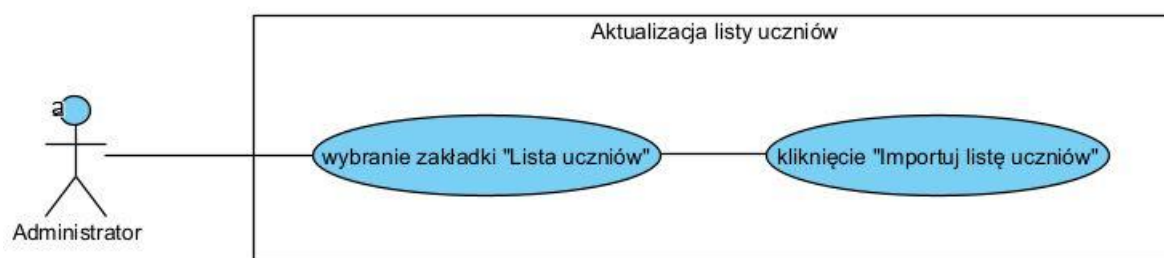 Aktualizacja listy uczniów
a
wybranie zakładki "Lista uczniów"
kliknięcie "Importuj listę uczniów"
Administrator